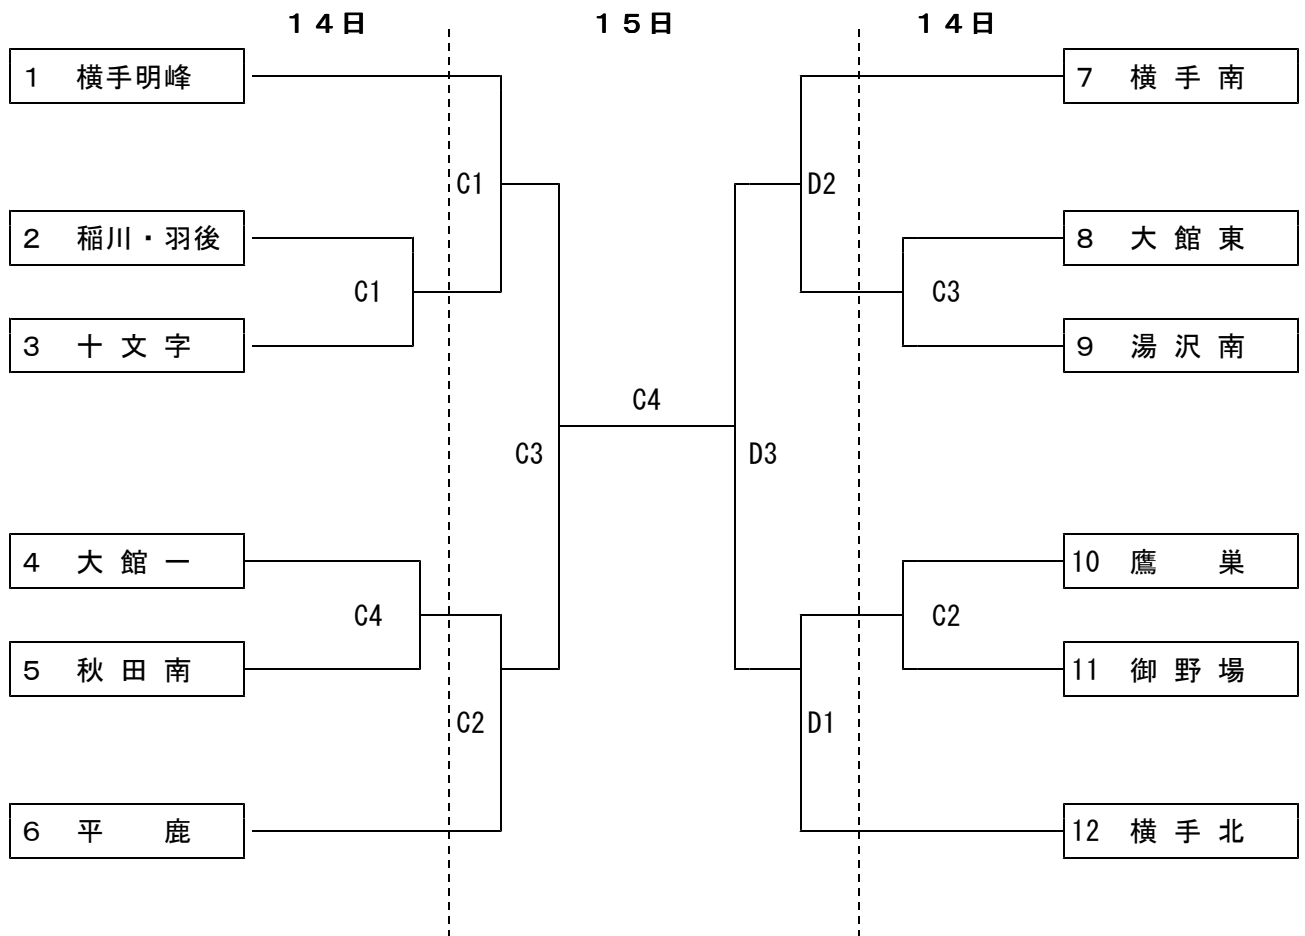 １４日 １５日 １４日
1 横手明峰 7 横 手 南
C1 D2
2 稲川・羽後 8 大 館 東
C1 C3
3 十 文 字 9 湯 沢 南
C4
C3 D3
4 大 館 一 10 鷹 巣
C4 C2
5 秋 田 南 11 御 野 場
C2 D1
6 平 鹿 12 横 手 北